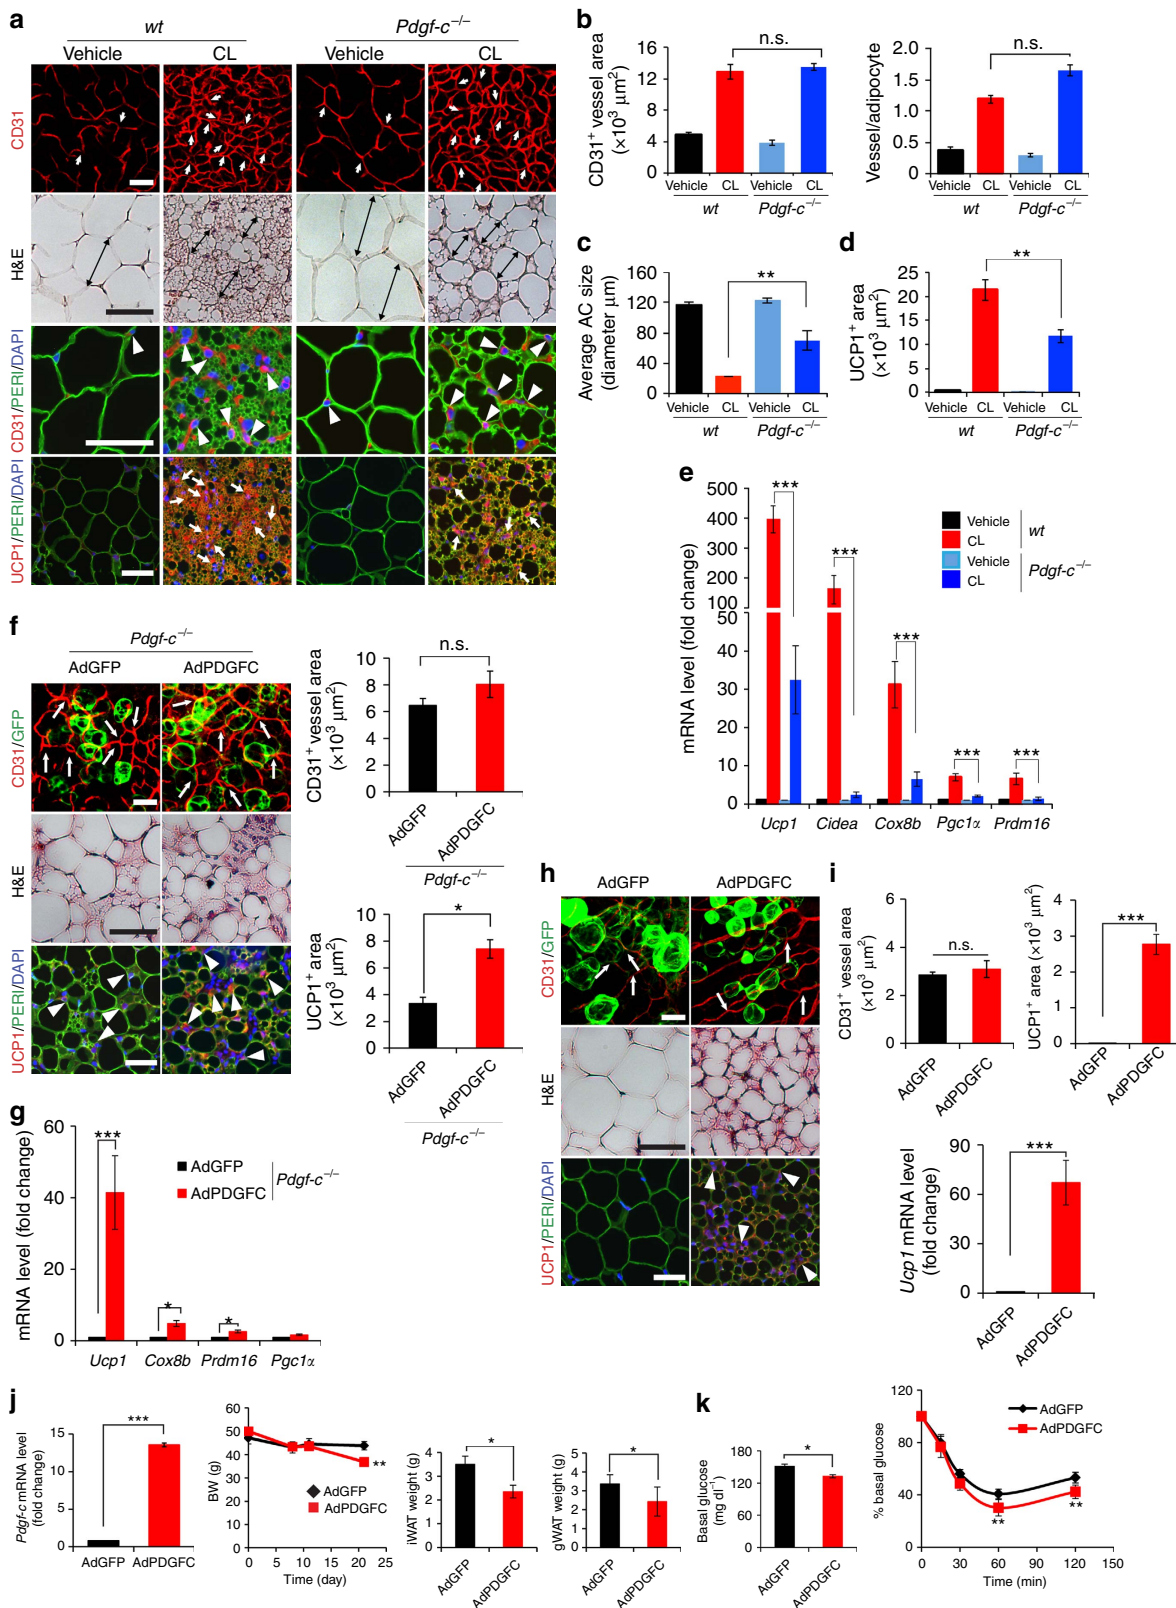 a
wt
Pdgf-c−/−
Vehicle CL Vehicle CL
CD31
H&E
CD31/PERI/DAPI
UCP1/PERI/DAPI
b
CD31+ vessel area
(×10³ μm²)
16
12
8
4
0
n.s.
Vehicle CL Vehicle CL
wt Pdgf-c−/−
Vessel/adipocyte
2.0
1.5
1.0
0.5
0
n.s.
Vehicle CL Vehicle CL
wt Pdgf-c−/−
c
Average AC size
(diameter μm)
160
120
80
40
0
**
Vehicle CL Vehicle CL
wt Pdgf-c−/−
d
UCP1+ area
(×10³ μm²)
25
20
15
10
5
0
**
Vehicle CL Vehicle CL
wt Pdgf-c−/−
e
mRNA level (fold change)
500
400
300
200
100
50
40
30
20
10
0
*** *** *** *** ***
Vehicle
CL
wt
Vehicle
CL
Pdgf-c−/−
Ucp1 Cidea Cox8b Pgc1α Prdm16
f
Pdgf-c−/−
AdGFP AdPDGFC
CD31/GFP
H&E
UCP1/PERI/DAPI
CD31+ vessel area
(×10³ μm²)
10
8
6
4
2
0
n.s.
AdGFP AdPDGFC
Pdgf-c−/−
UCP1+ area
(×10³ μm²)
10
8
6
4
2
0
*
AdGFP AdPDGFC
Pdgf-c−/−
g
mRNA level (fold change)
60
40
20
0
*** * *
AdGFP
AdPDGFC
Pdgf-c−/−
Ucp1 Cox8b Prdm16 Pgc1α
h
AdGFP AdPDGFC
CD31/GFP
H&E
UCP1/PERI/DAPI
i
CD31+ vessel area
(×10³ μm²)
6
4
2
0
n.s.
AdGFP AdPDGFC
UCP1+ area (×10³ μm²)
4
3
2
1
0
***
AdGFP AdPDGFC
Ucp1 mRNA level
(fold change)
90
60
30
0
***
AdGFP AdPDGFC
j
Pdgf-c mRNA level
(fold change)
15
10
5
0
***
AdGFP AdPDGFC
BW (g)
60
50
40
30
20
10
0
**
AdGFP
AdPDGFC
0 5 10 15 20 25
Time (day)
iWAT weight (g)
4
3
2
1
0
*
AdGFP AdPDGFC
gWAT weight (g)
5
4
3
2
1
0
*
AdGFP AdPDGFC
k
Basal glucose
(mg dl−1)
180
120
60
0
*
AdGFP AdPDGFC
% basal glucose
120
80
40
0
AdGFP
AdPDGFC
** **
0 30 60 90 120 150
Time (min)